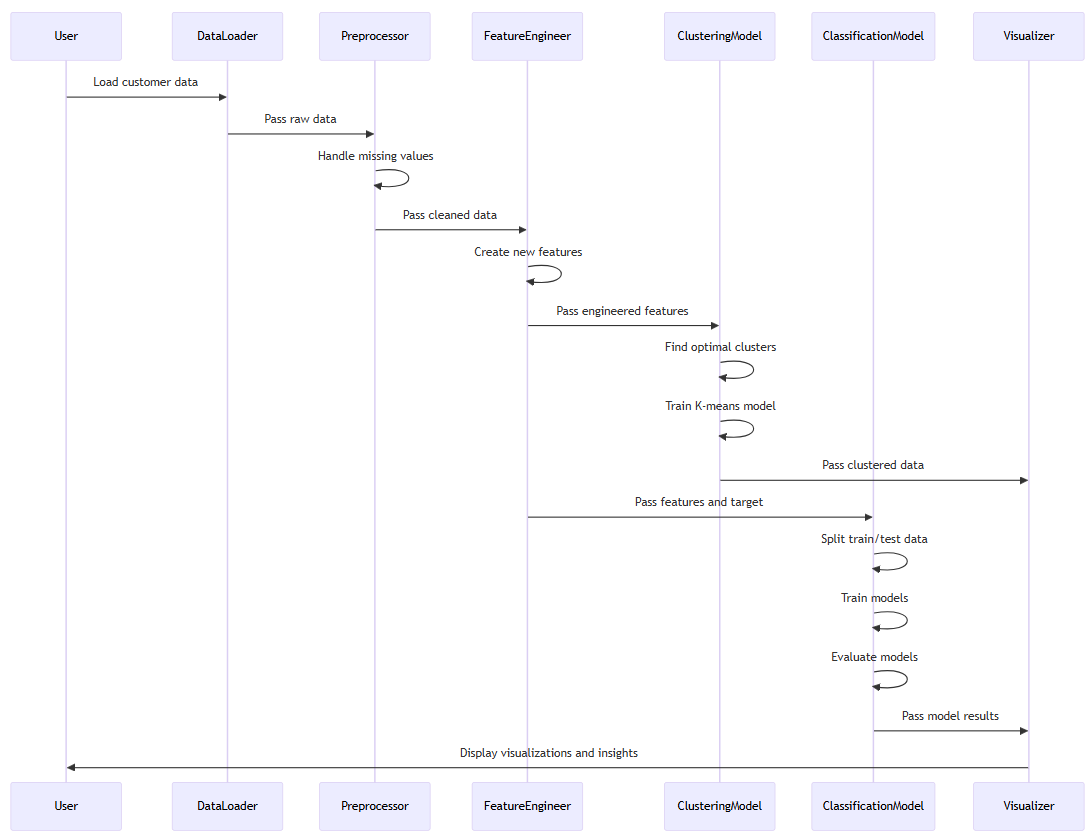 User
DataLoader
Preprocessor
FeatureEngineer
ClusteringModel
ClassificationModel
Visualizer
Load customer data
Pass raw data
Handle missing values
Pass cleaned data
Create new features
Pass engineered features
Find optimal clusters
Train K-means model
Pass clustered data
Pass features and target
Split train/test data
Train models
Evaluate models
Pass model results
Display visualizations and insights
User
DataLoader
Preprocessor
FeatureEngineer
ClusteringModel
ClassificationModel
Visualizer